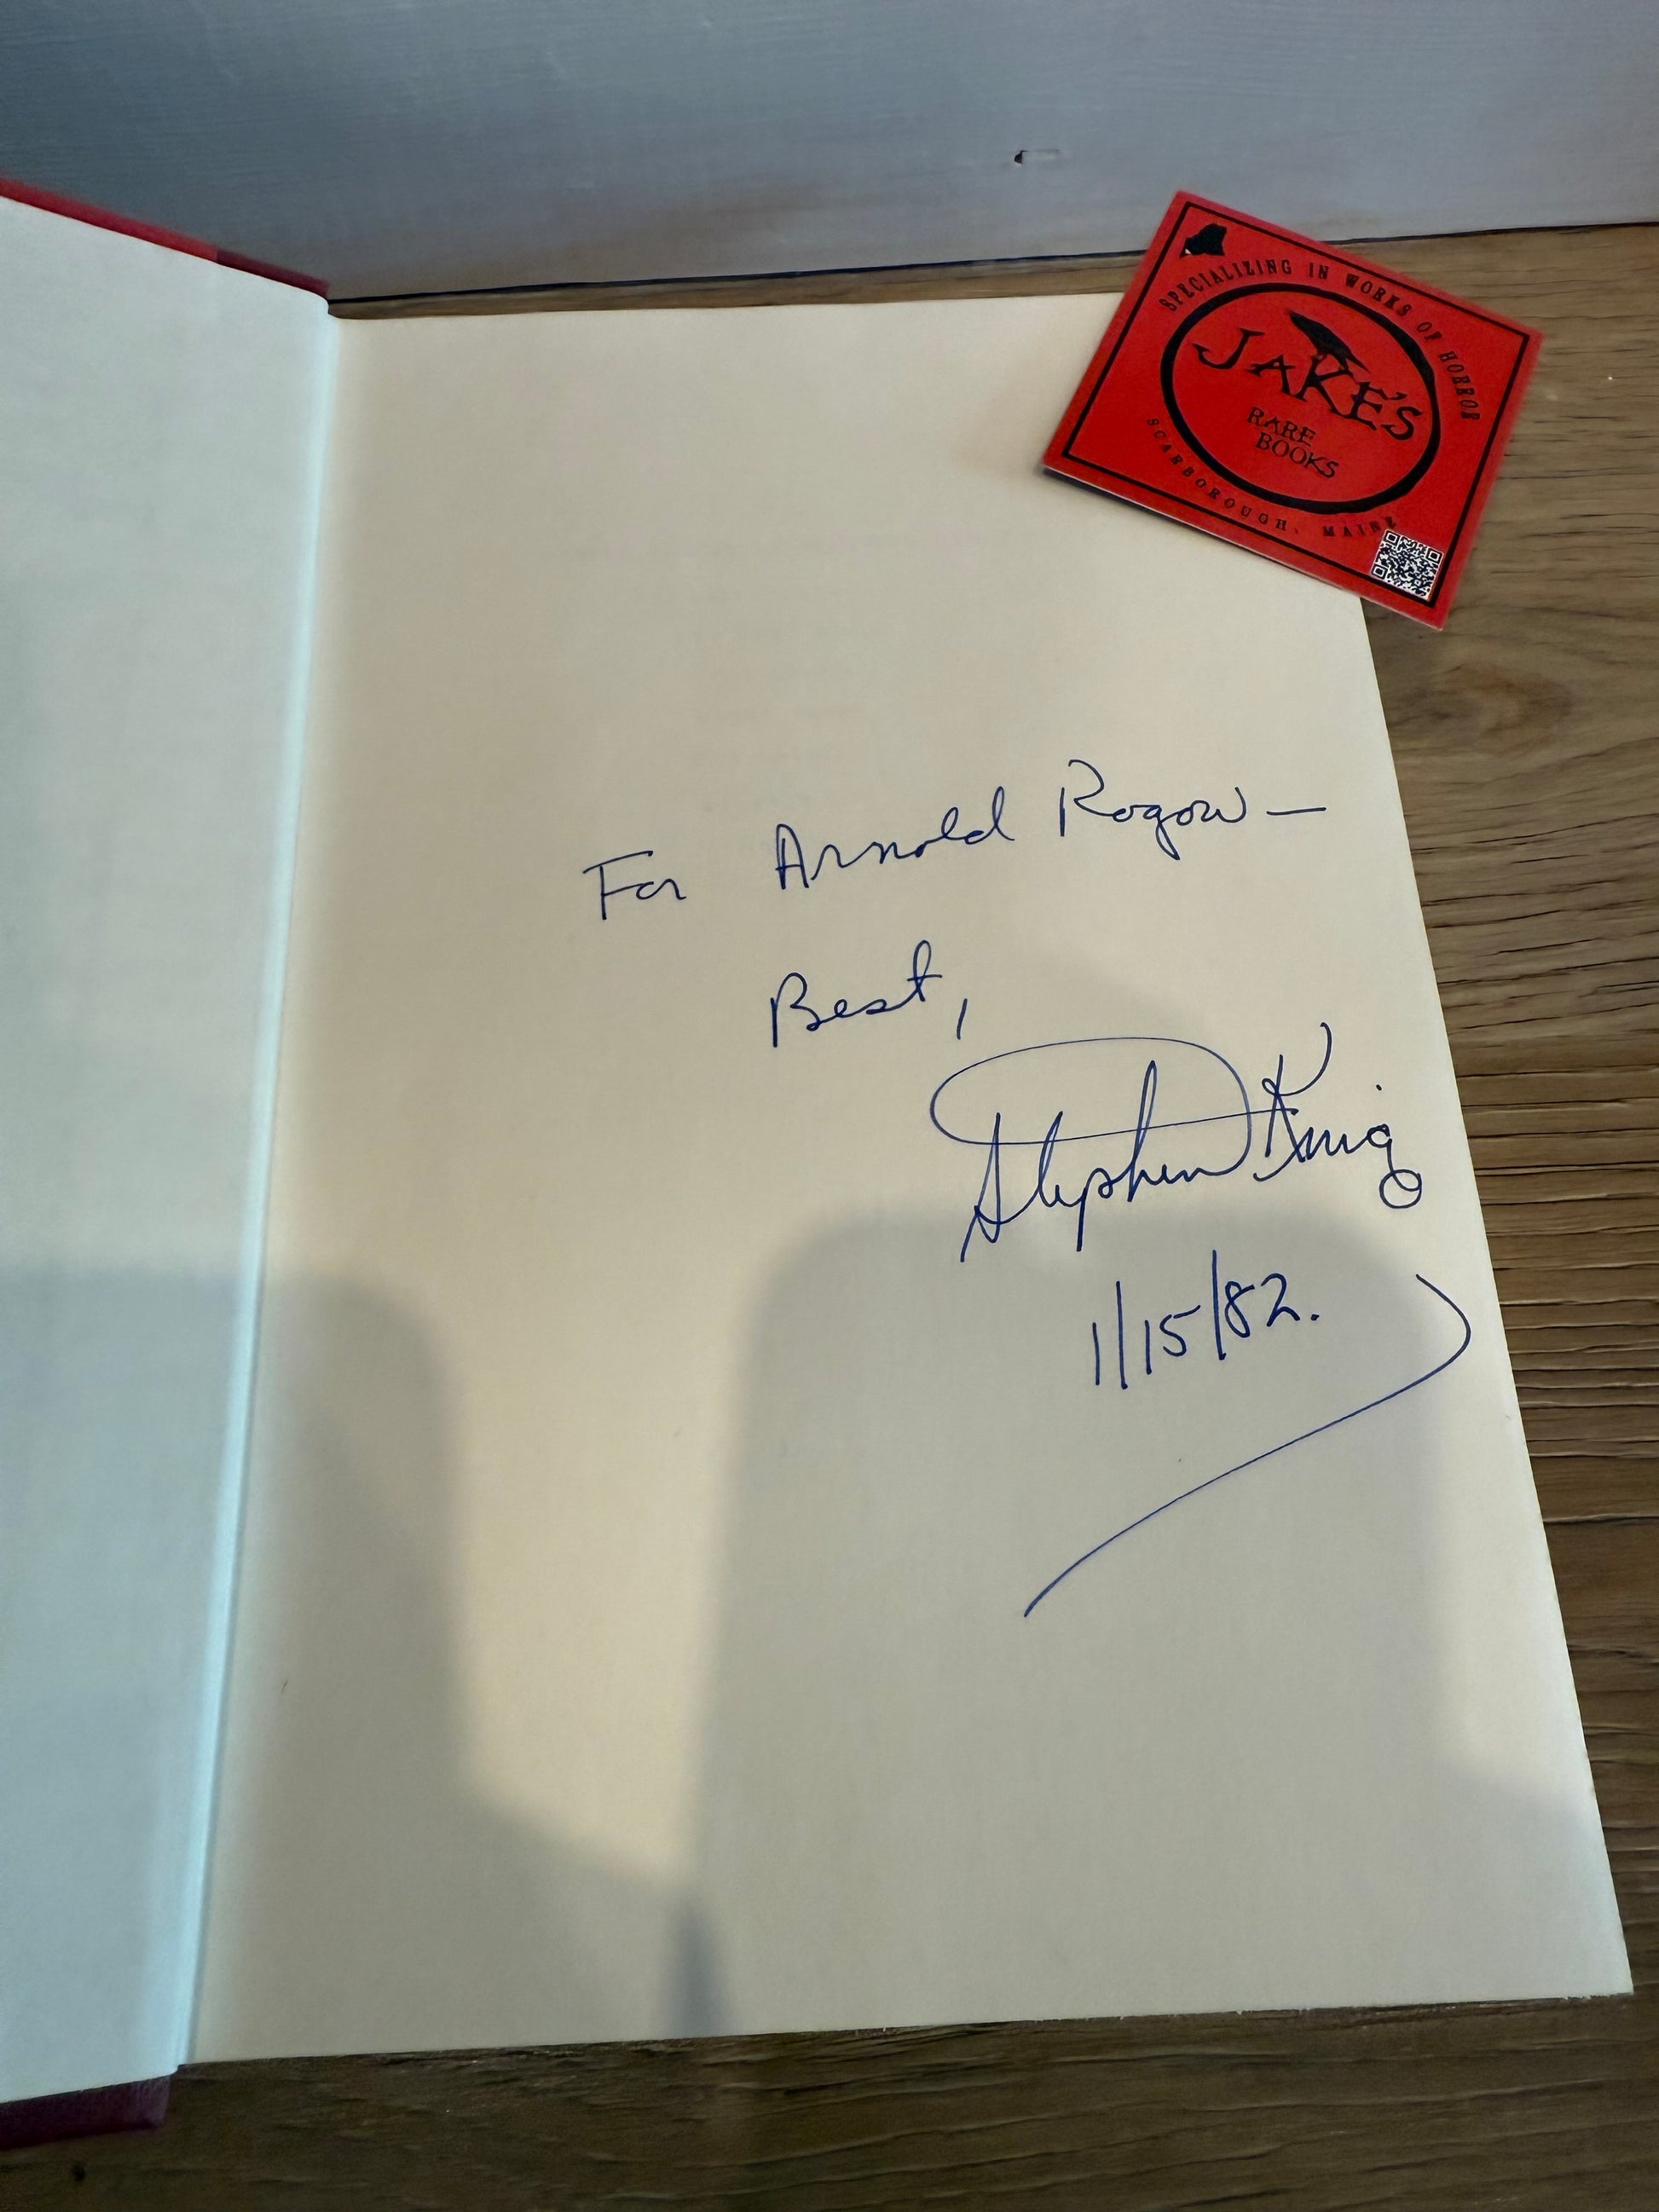 SPECIALIZING IN WORKS OF HORROR
JAKE'S
RARE
BOOKS
SCARBOROUGH, MAINE
For Arnold Rogow—
Best,
Stephen King
1/15/82.